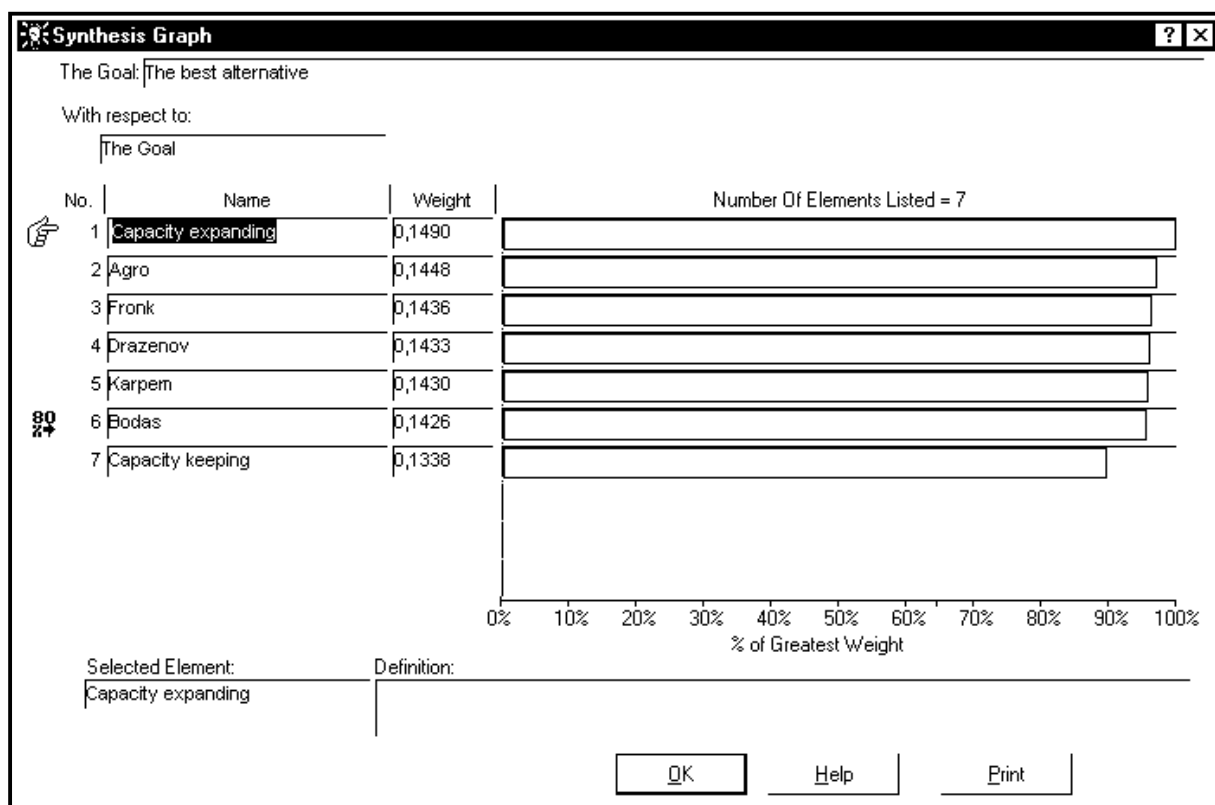 Synthesis Graph
The Goal: The best alternative
With respect to:
The Goal
No. Name Weight Number Of Elements Listed = 7
1 Capacity expanding 0,1490
2 Agro 0,1448
3 Fronk 0,1436
4 Drazenov 0,1433
5 Karpem 0,1430
80 %→ 6 Bodas 0,1426
7 Capacity keeping 0,1338
0% 10% 20% 30% 40% 50% 60% 70% 80% 90% 100%
% of Greatest Weight
Selected Element: Definition:
Capacity expanding
OK Help Print